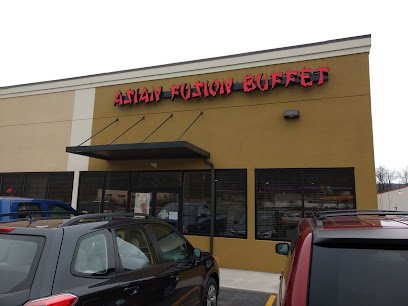 ASIAN FUSION BUFFET